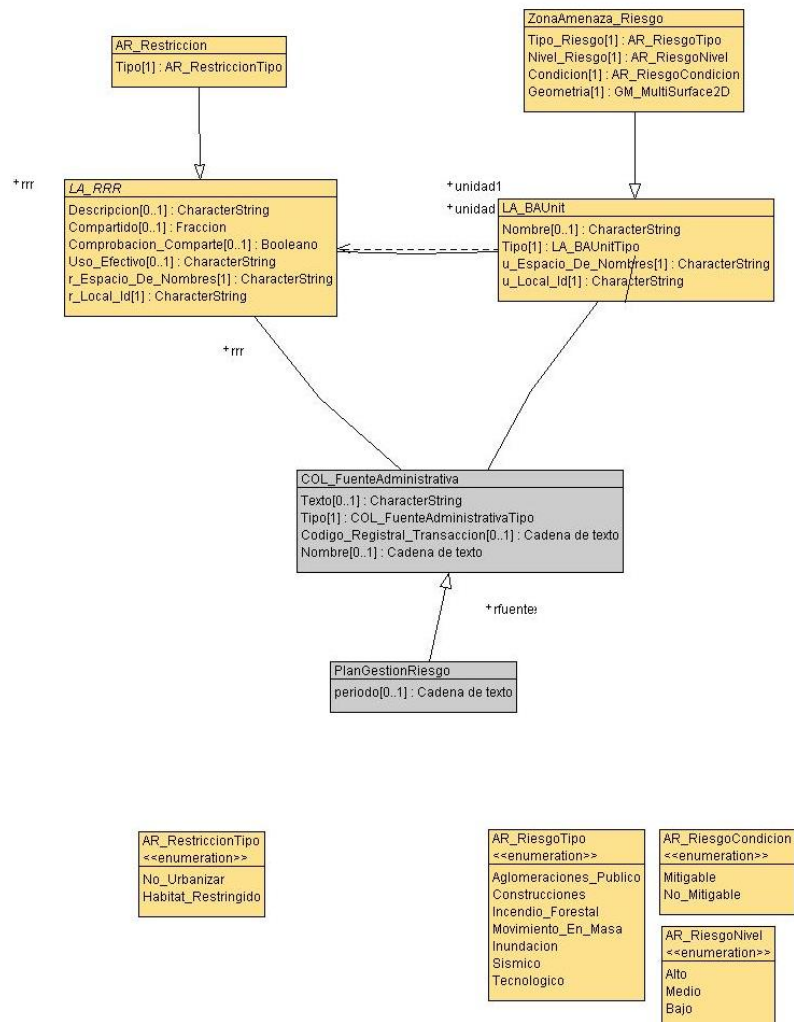 AR_Restriccion
Tipo[1] : AR_RestriccionTipo
ZonaAmenaza_Riesgo
Tipo_Riesgo[1] : AR_RiesgoTipo
Nivel_Riesgo[1] : AR_RiesgoNivel
Condicion[1] : AR_RiesgoCondicion
Geometria[1] : GM_MultiSurface2D
+rrr
LA_RRR
Descripcion[0..1] : CharacterString
Compartido[0..1] : Fraccion
Comprobacion_Comparte[0..1] : Booleano
Uso_Efectivo[0..1] : CharacterString
r_Espacio_De_Nombres[1] : CharacterString
r_Local_Id[1] : CharacterString
+unidad1
+unidad
LA_BAUnit
Nombre[0..1] : CharacterString
Tipo[1] : LA_BAUnitTipo
u_Espacio_De_Nombres[1] : CharacterString
u_Local_Id[1] : CharacterString
+rrr
COL_FuenteAdministrativa
Texto[0..1] : CharacterString
Tipo[1] : COL_FuenteAdministrativaTipo
Codigo_Registral_Transaccion[0..1] : Cadena de texto
Nombre[0..1] : Cadena de texto
+rfuente
PlanGestionRiesgo
periodo[0..1] : Cadena de texto
AR_RestriccionTipo
<<enumeration>>
No_Urbanizar
Habitat_Restringido
AR_RiesgoTipo
<<enumeration>>
Aglomeraciones_Publico
Construcciones
Incendio_Forestal
Movimiento_En_Masa
Inundacion
Sismico
Tecnologico
AR_RiesgoCondicion
<<enumeration>>
Mitigable
No_Mitigable
AR_RiesgoNivel
<<enumeration>>
Alto
Medio
Bajo